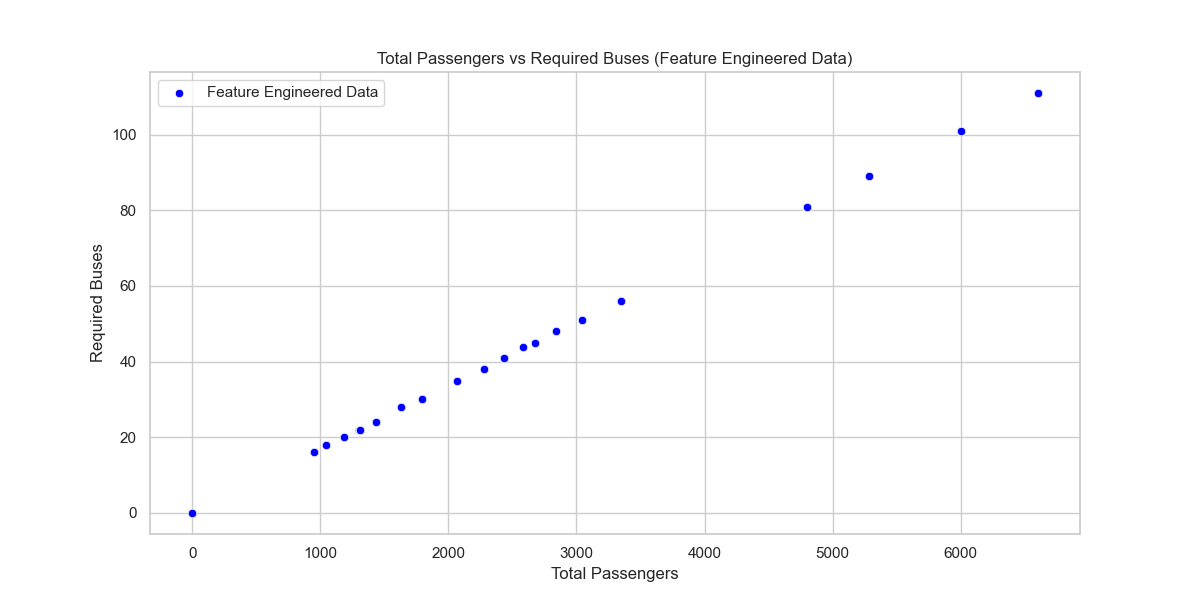 Total Passengers vs Required Buses (Feature Engineered Data)
Feature Engineered Data
Required Buses
100
80
60
40
20
0
0 1000 2000 3000 4000 5000 6000
Total Passengers